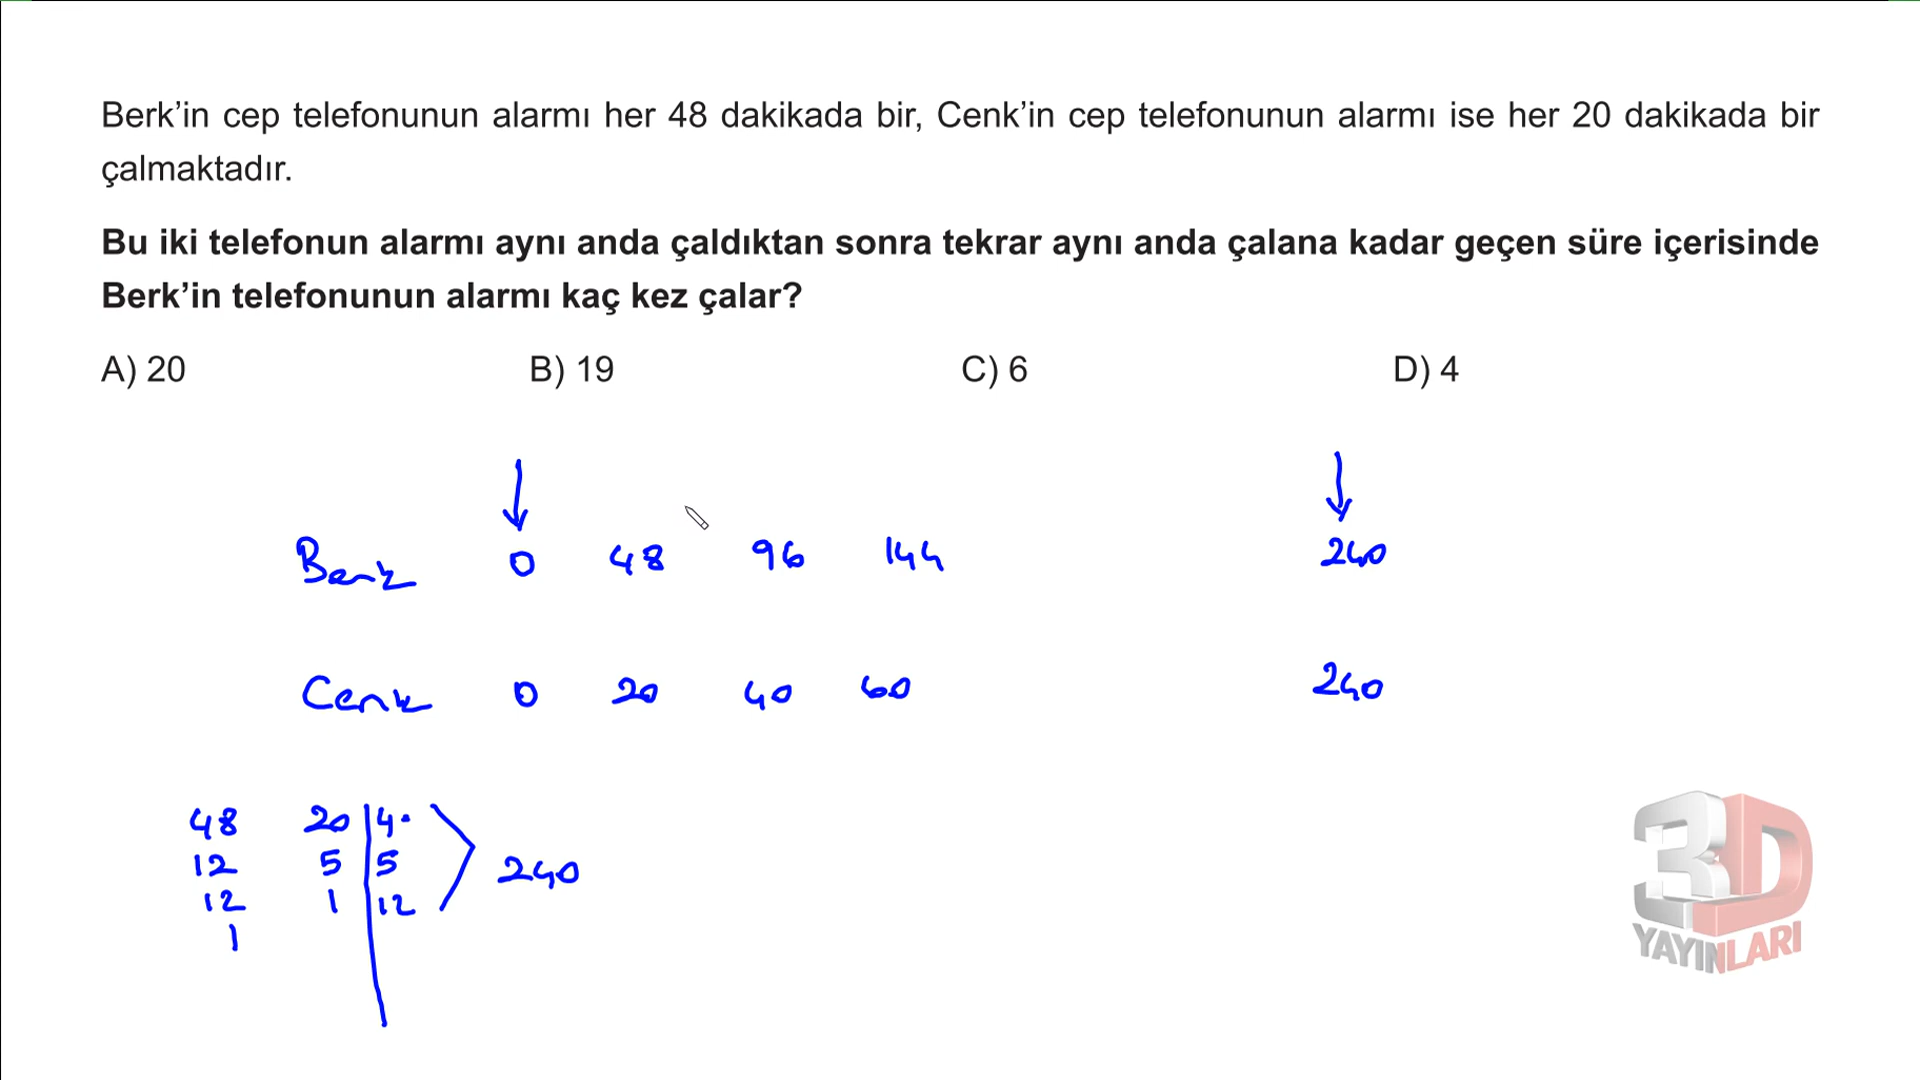 Berk’in cep telefonunun alarmı her 48 dakikada bir, Cenk’in cep telefonunun alarmı ise her 20 dakikada bir
çalmaktadır.
Bu iki telefonun alarmı aynı anda çaldıktan sonra tekrar aynı anda çalana kadar geçen süre içerisinde
Berk’in telefonunun alarmı kaç kez çalar?
A) 20 B) 19 C) 6 D) 4
Berk 0 48 96 144 240
Cenk 0 20 40 60 240
48 20 4
12 5 5 240
12 1 12
1
3D
YAYINLARI